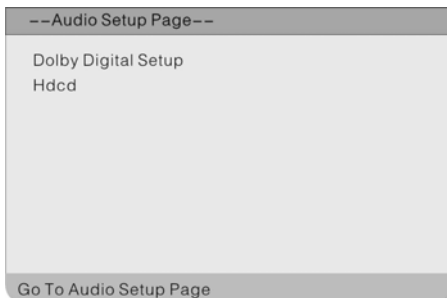 --Audio Setup Page--
Dolby Digital Setup
Hdcd
Go To Audio Setup Page